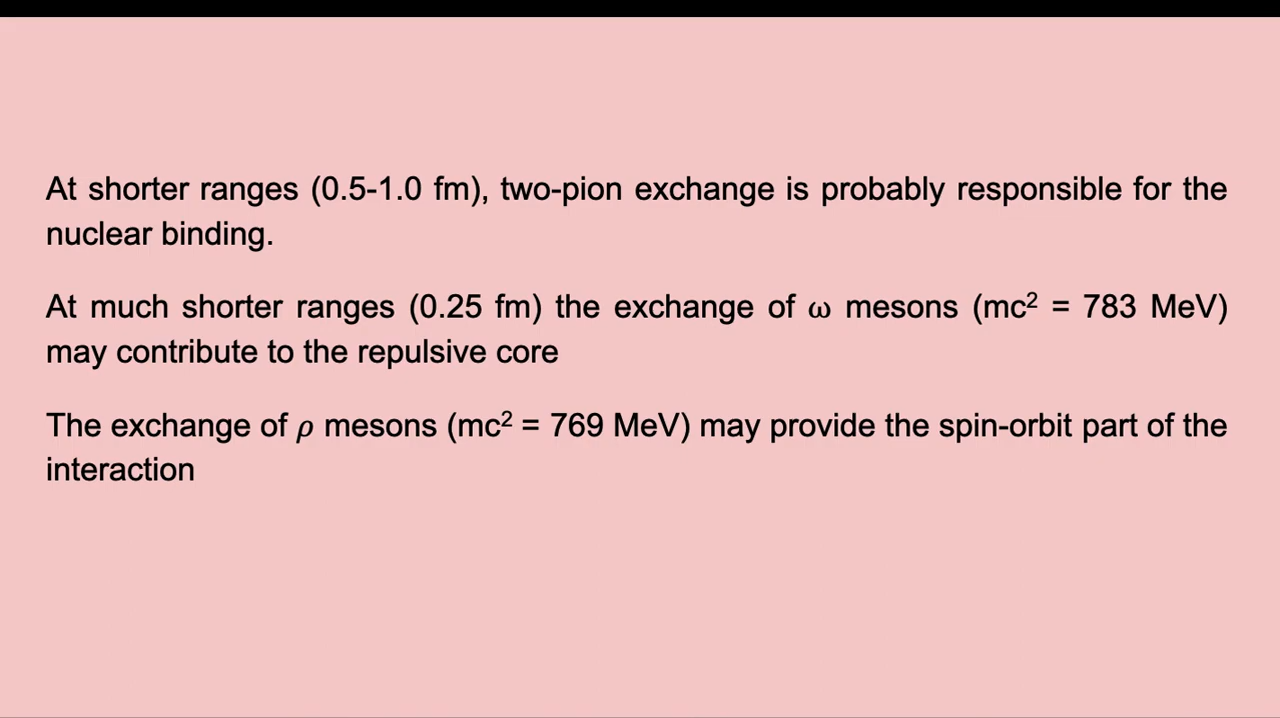 At shorter ranges (0.5-1.0 fm), two-pion exchange is probably responsible for the
nuclear binding.
At much shorter ranges (0.25 fm) the exchange of ω mesons (mc² = 783 MeV)
may contribute to the repulsive core
The exchange of ρ mesons (mc² = 769 MeV) may provide the spin-orbit part of the
interaction